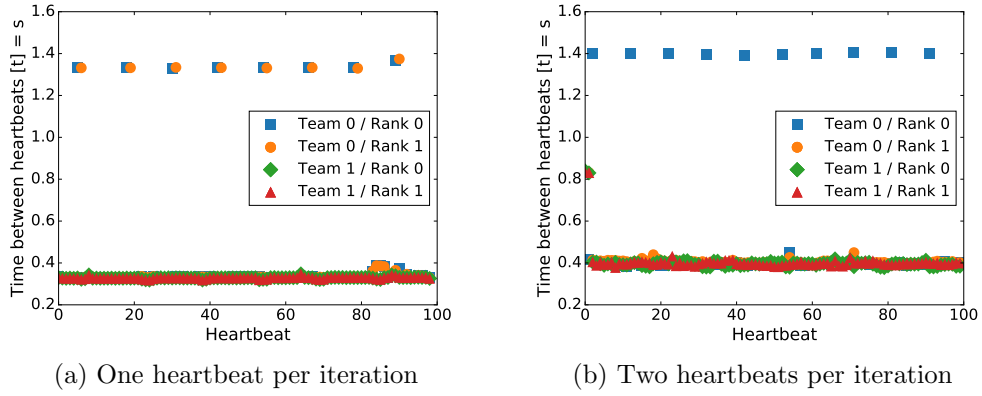 1.6
1.4
1.2
1.0
0.8
0.6
0.4
0.2
Time between heartbeats [t] = s
0 20 40 60 80 100
Heartbeat
Team 0 / Rank 0
Team 0 / Rank 1
Team 1 / Rank 0
Team 1 / Rank 1
(a) One heartbeat per iteration
1.6
1.4
1.2
1.0
0.8
0.6
0.4
0.2
Time between heartbeats [t] = s
0 20 40 60 80 100
Heartbeat
Team 0 / Rank 0
Team 0 / Rank 1
Team 1 / Rank 0
Team 1 / Rank 1
(b) Two heartbeats per iteration